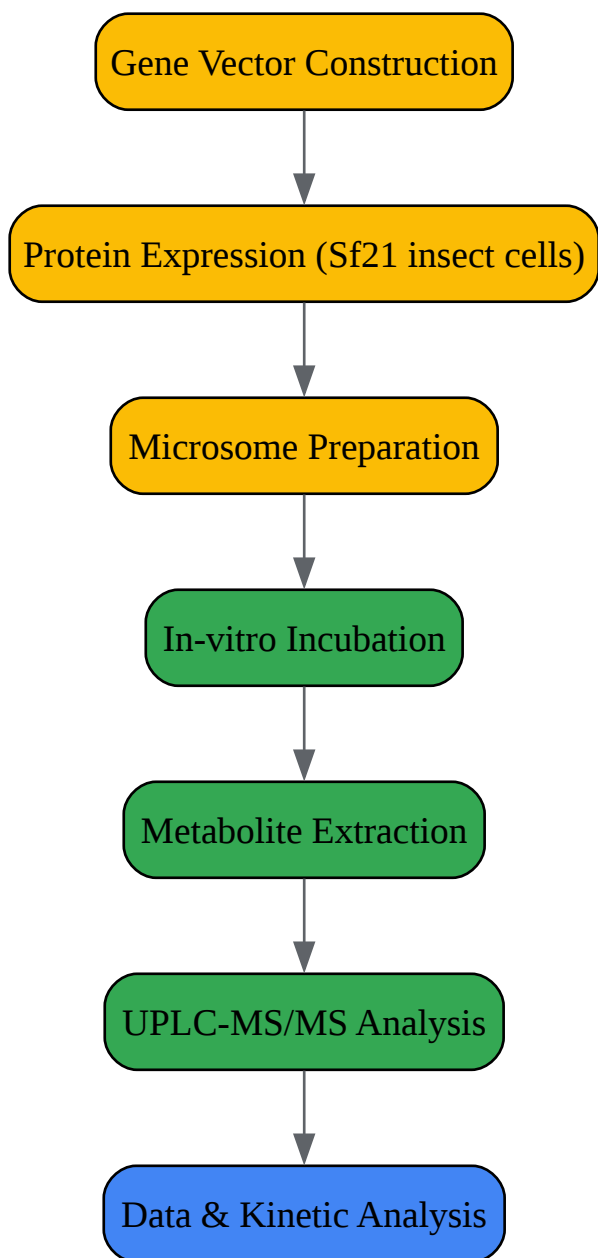 Gene Vector Construction
Protein Expression (Sf21 insect cells)
Microsome Preparation
In-vitro Incubation
Metabolite Extraction
UPLC-MS/MS Analysis
Data & Kinetic Analysis